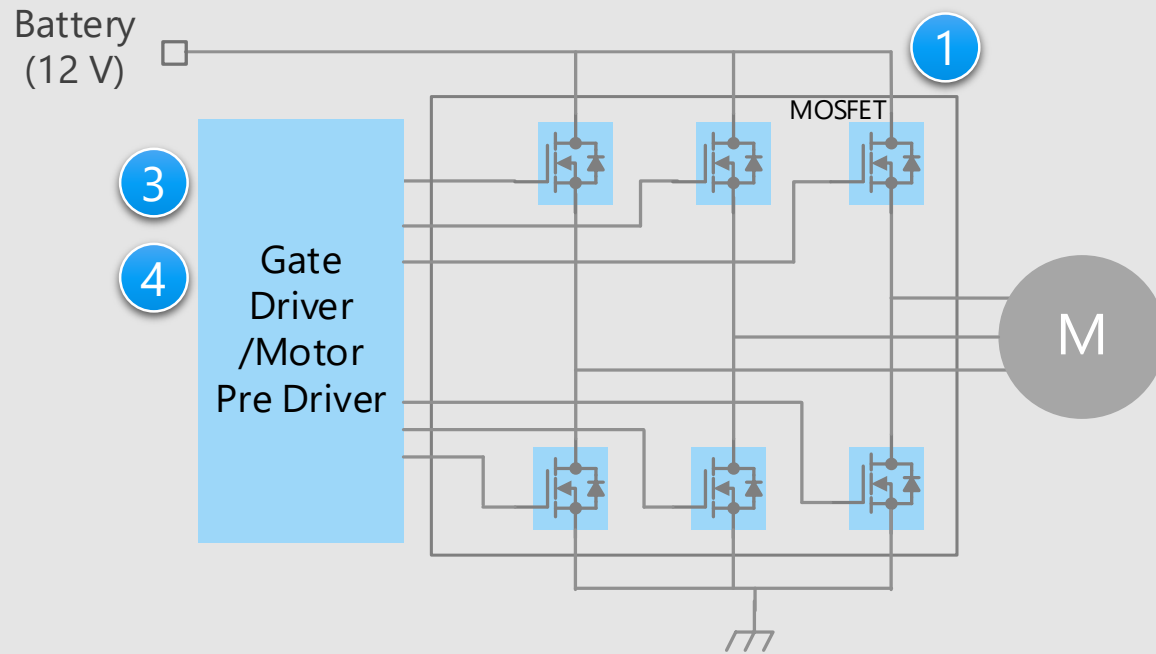 Battery
(12 V)
1
MOSFET
3
4
Gate
Driver
/Motor
Pre Driver
M